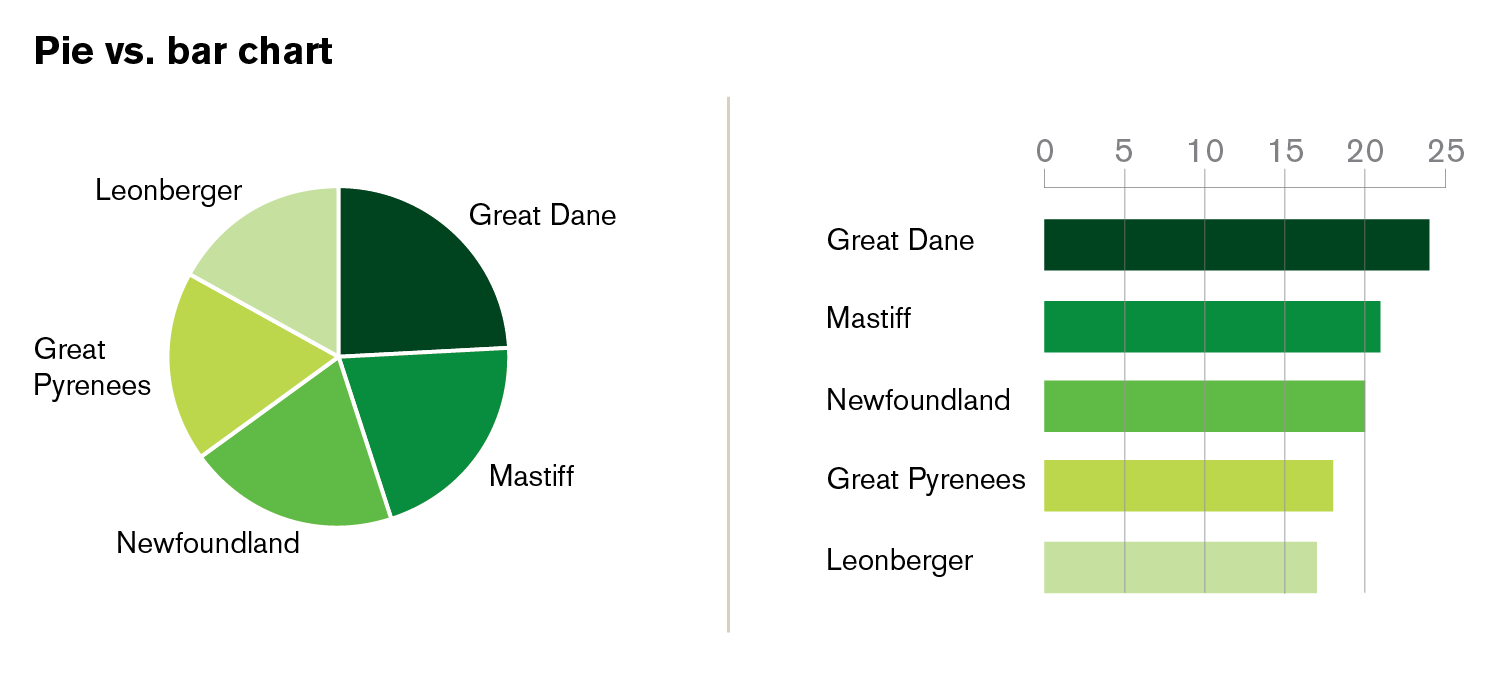 Pie vs. bar chart
Leonberger
Great Dane
Great
Pyrenees
Mastiff
Newfoundland
0 5 10 15 20 25
Great Dane
Mastiff
Newfoundland
Great Pyrenees
Leonberger